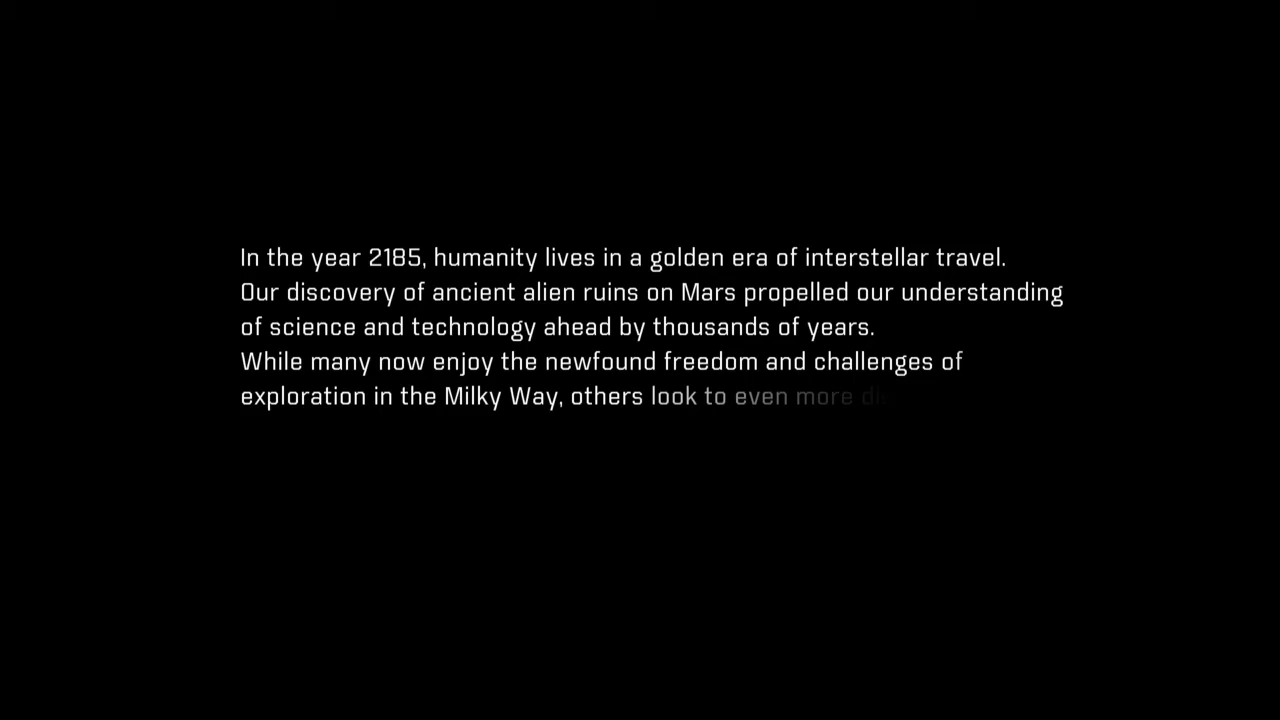 In the year 2185, humanity lives in a golden era of interstellar travel.
Our discovery of ancient alien ruins on Mars propelled our understanding
of science and technology ahead by thousands of years.
While many now enjoy the newfound freedom and challenges of
exploration in the Milky Way, others look to even more